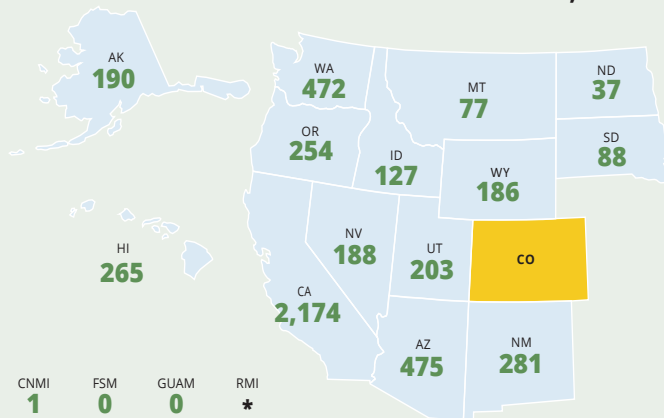 AK
190
WA
472
MT
77
ND
37
OR
254
ID
127
SD
88
WY
186
HI
265
NV
188
UT
203
CO
CA
2,174
AZ
475
NM
281
CNMI FSM GUAM RMI
1 0 0 *